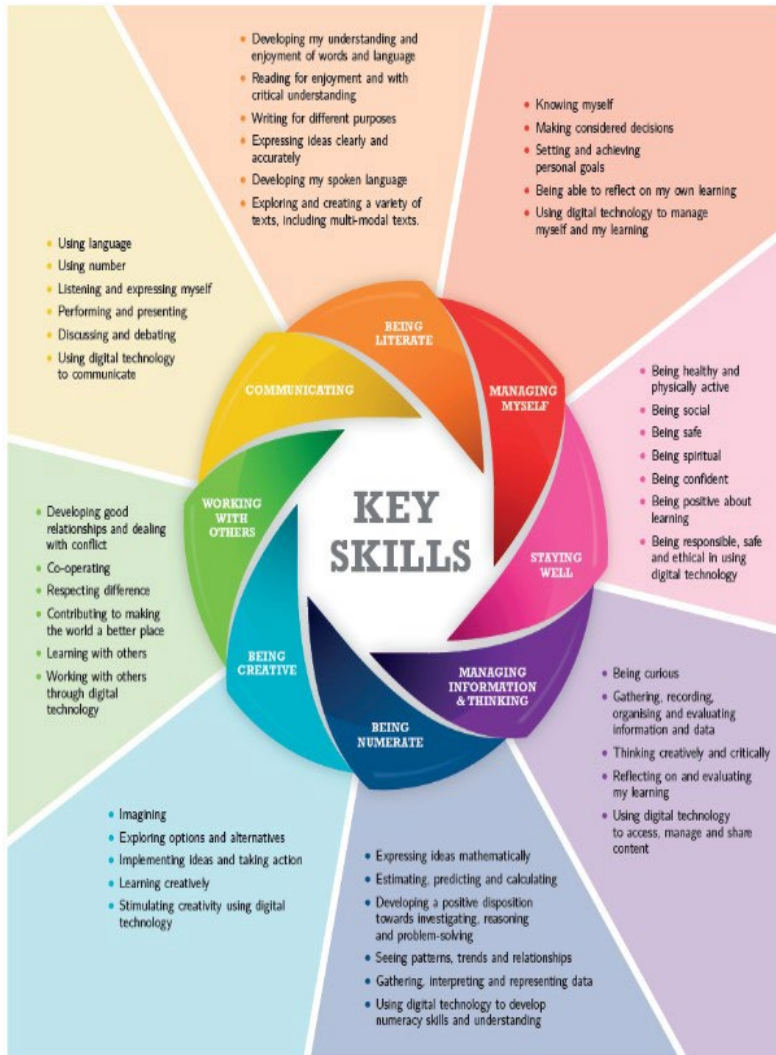 KEY
SKILLS
BEING
LITERATE
• Developing my understanding and
enjoyment of words and language
• Reading for enjoyment and with
critical understanding
• Writing for different purposes
• Expressing ideas clearly and
accurately
• Developing my spoken language
• Exploring and creating a variety of
texts, including multi-modal texts.
MANAGING
MYSELF
• Knowing myself
• Making considered decisions
• Setting and achieving
personal goals
• Being able to reflect on my own learning
• Using digital technology to manage
myself and my learning
STAYING
WELL
• Being healthy and
physically active
• Being social
• Being safe
• Being spiritual
• Being confident
• Being positive about
learning
• Being responsible, safe
and ethical in using
digital technology
MANAGING
INFORMATION
& THINKING
• Being curious
• Gathering, recording,
organising and evaluating
information and data
• Thinking creatively and critically
• Reflecting on and evaluating
my learning
• Using digital technology
to access, manage and share
content
BEING
NUMERATE
• Expressing ideas mathematically
• Estimating, predicting and calculating
• Developing a positive disposition
towards investigating, reasoning
and problem-solving
• Seeing patterns, trends and relationships
• Gathering, interpreting and representing data
• Using digital technology to develop
numeracy skills and understanding
BEING
CREATIVE
• Imagining
• Exploring options and alternatives
• Implementing ideas and taking action
• Learning creatively
• Stimulating creativity using digital
technology
WORKING
WITH
OTHERS
• Developing good
relationships and dealing
with conflict
• Co-operating
• Respecting difference
• Contributing to making
the world a better place
• Learning with others
• Working with others
through digital
technology
COMMUNICATING
• Using language
• Using number
• Listening and expressing myself
• Performing and presenting
• Discussing and debating
• Using digital technology
to communicate